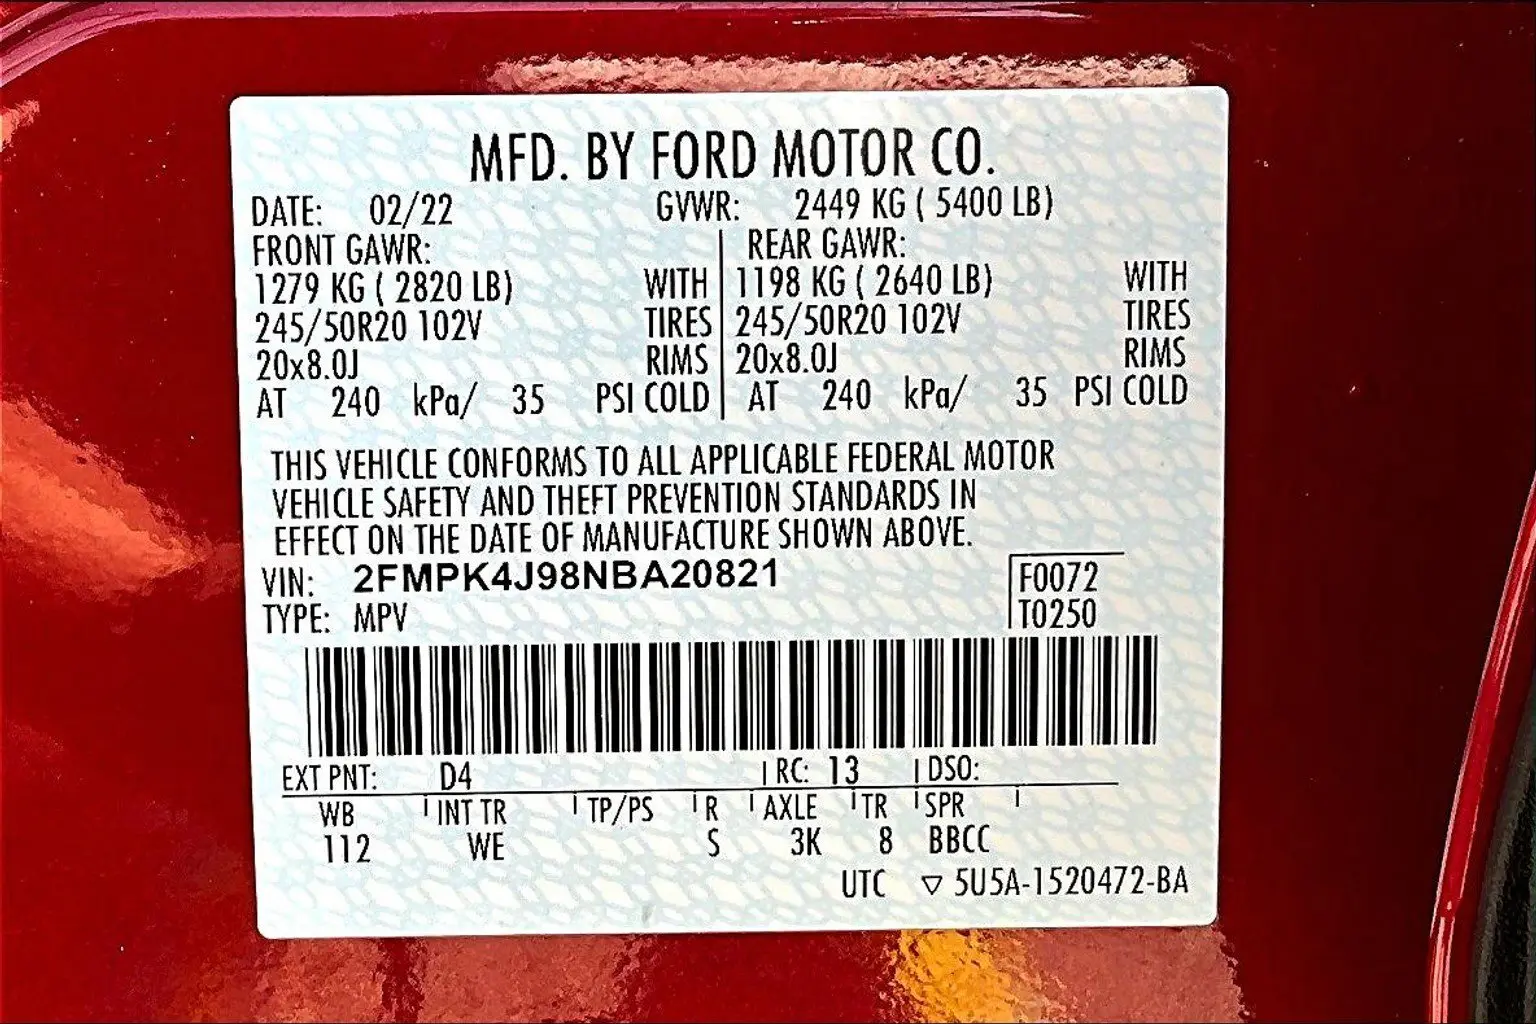 MFD. BY FORD MOTOR CO.
DATE: 02/22 GVWR: 2449 KG ( 5400 LB)
FRONT GAWR: REAR GAWR:
1279 KG ( 2820 LB) WITH 1198 KG ( 2640 LB) WITH
245/50R20 102V TIRES 245/50R20 102V TIRES
20x8.0J RIMS 20x8.0J RIMS
AT 240 kPa/ 35 PSI COLD AT 240 kPa/ 35 PSI COLD
THIS VEHICLE CONFORMS TO ALL APPLICABLE FEDERAL MOTOR
VEHICLE SAFETY AND THEFT PREVENTION STANDARDS IN
EFFECT ON THE DATE OF MANUFACTURE SHOWN ABOVE.
VIN: 2FMPK4J98NBA20821 F0072
TYPE: MPV T0250
EXT PNT: D4 RC: 13 DSO:
WB INT TR TP/PS R AXLE TR SPR
112 WE S 3K 8 BBCC
UTC ▽ 5U5A-1520472-BA